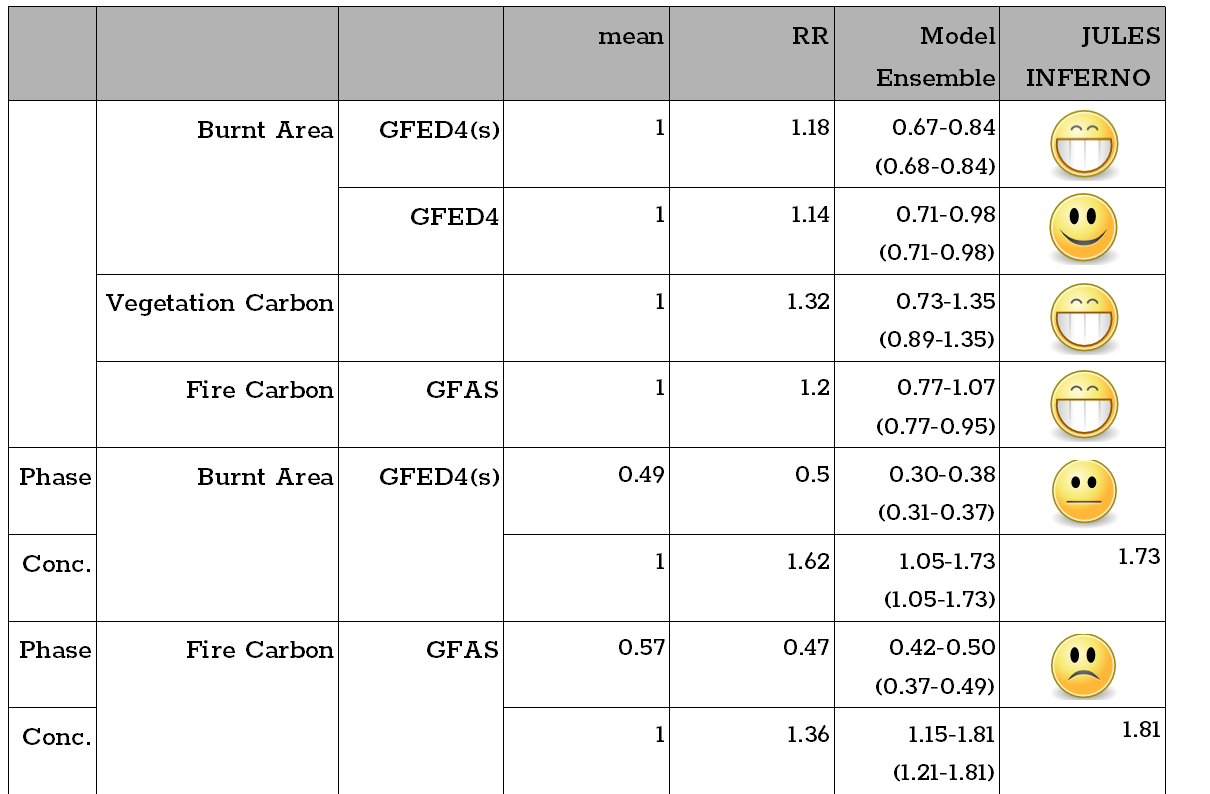 mean RR Model JULES
Ensemble INFERNO
Burnt Area GFED4(s) 1 1.18 0.67-0.84
(0.68-0.84)
GFED4 1 1.14 0.71-0.98
(0.71-0.98)
Vegetation Carbon 1 1.32 0.73-1.35
(0.89-1.35)
Fire Carbon GFAS 1 1.2 0.77-1.07
(0.77-0.95)
Phase Burnt Area GFED4(s) 0.49 0.5 0.30-0.38
(0.31-0.37)
Conc. 1 1.62 1.05-1.73 1.73
(1.05-1.73)
Phase Fire Carbon GFAS 0.57 0.47 0.42-0.50
(0.37-0.49)
Conc. 1 1.36 1.15-1.81 1.81
(1.21-1.81)